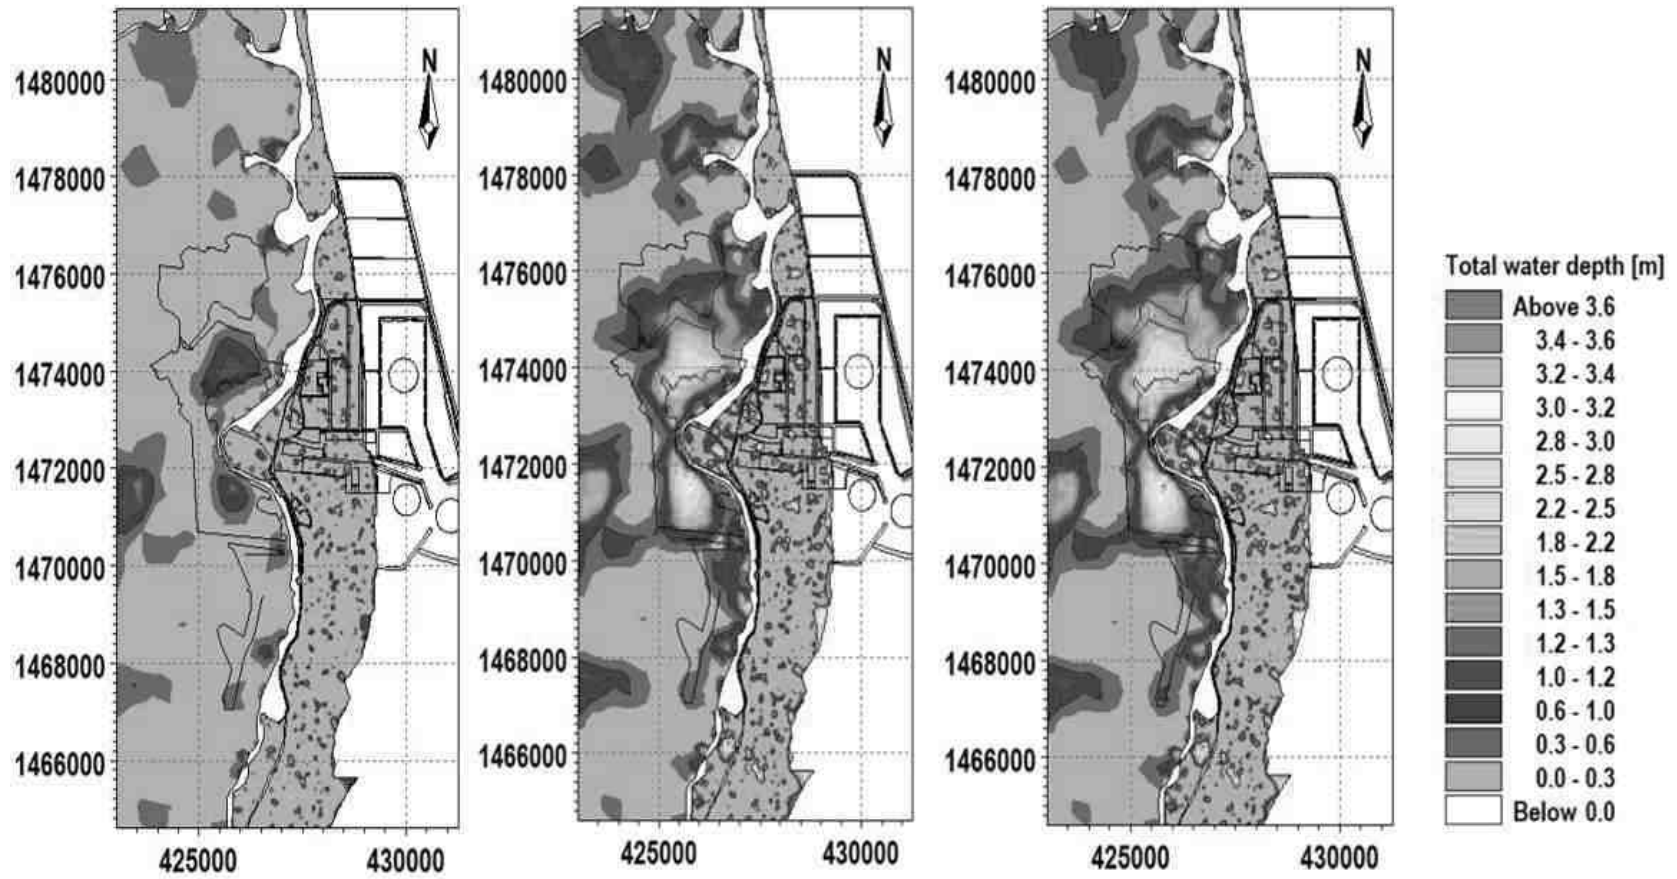 N
1480000
1478000
1476000
1474000
1472000
1470000
1468000
1466000
425000
430000
N
1480000
1478000
1476000
1474000
1472000
1470000
1468000
1466000
425000
430000
N
1480000
1478000
1476000
1474000
1472000
1470000
1468000
1466000
425000
430000
Total water depth [m]
Above 3.6
3.4 - 3.6
3.2 - 3.4
3.0 - 3.2
2.8 - 3.0
2.5 - 2.8
2.2 - 2.5
1.8 - 2.2
1.5 - 1.8
1.3 - 1.5
1.2 - 1.3
1.0 - 1.2
0.6 - 1.0
0.3 - 0.6
0.0 - 0.3
Below 0.0